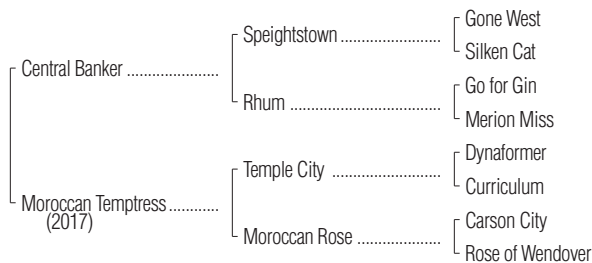 Gone West
Speightstown
Silken Cat
Central Banker
Go for Gin
Rhum
Merion Miss
Dynaformer
Temple City
Curriculum
Moroccan Temptress
(2017)
Carson City
Moroccan Rose
Rose of Wendover